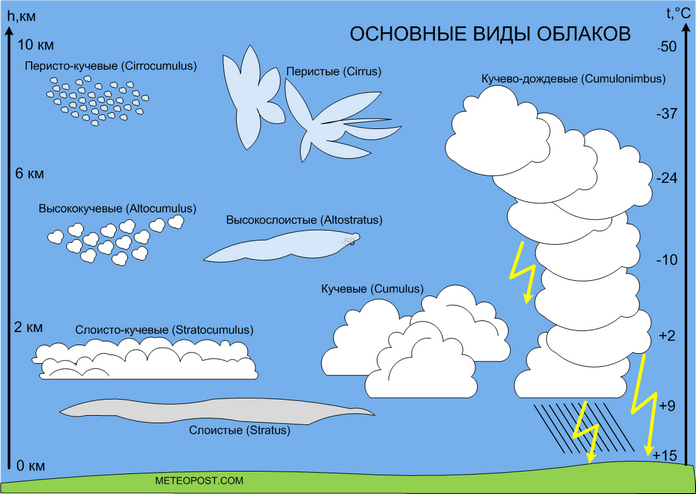 h,км
t,°C
ОСНОВНЫЕ ВИДЫ ОБЛАКОВ
10 км
-50
Перисто-кучевые (Cirrocumulus)
Перистые (Cirrus)
Кучево-дождевые (Cumulonimbus)
-37
6 км
-24
Высококучевые (Altocumulus)
Высокослоистые (Altostratus)
-10
Кучевые (Cumulus)
2 км
Слоисто-кучевые (Stratocumulus)
+2
+9
Слоистые (Stratus)
+15
0 км
METEOPOST.COM